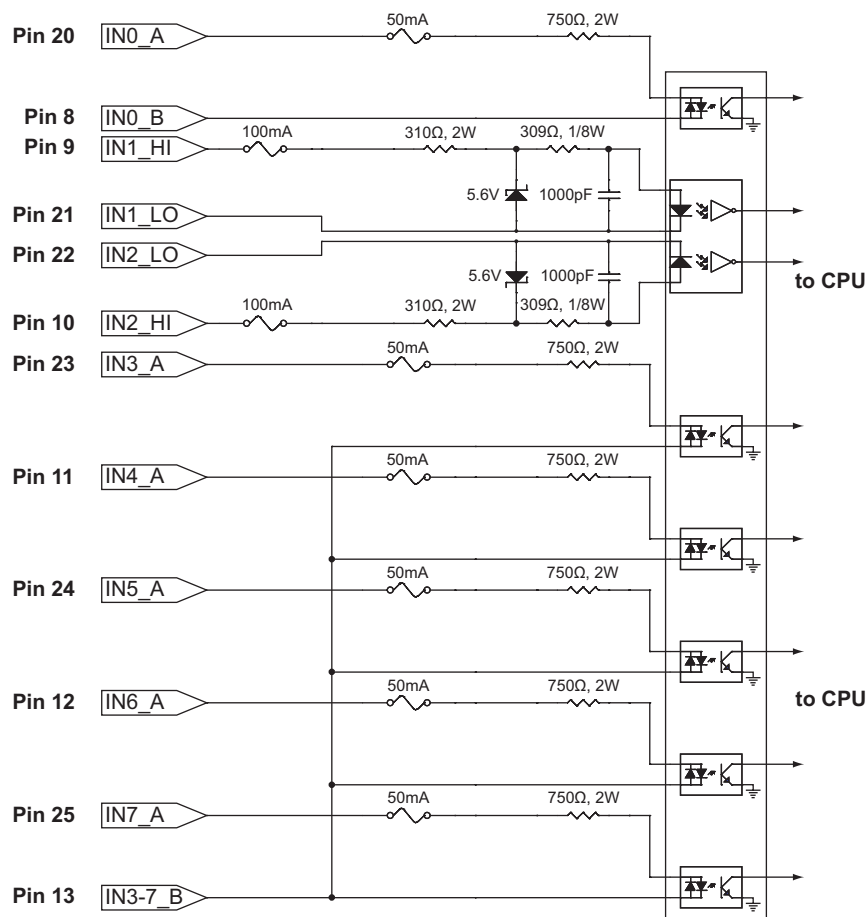 50mA 750Ω, 2W
Pin 20 IN0_A
Pin 8 IN0_B
Pin 9 IN1_HI 100mA 310Ω, 2W 309Ω, 1/8W
5.6V 1000pF
Pin 21 IN1_LO
Pin 22 IN2_LO
5.6V 1000pF
to CPU
100mA 310Ω, 2W 309Ω, 1/8W
Pin 10 IN2_HI
50mA 750Ω, 2W
Pin 23 IN3_A
50mA 750Ω, 2W
Pin 11 IN4_A
50mA 750Ω, 2W
Pin 24 IN5_A
50mA 750Ω, 2W
Pin 12 IN6_A
to CPU
50mA 750Ω, 2W
Pin 25 IN7_A
Pin 13 IN3-7_B